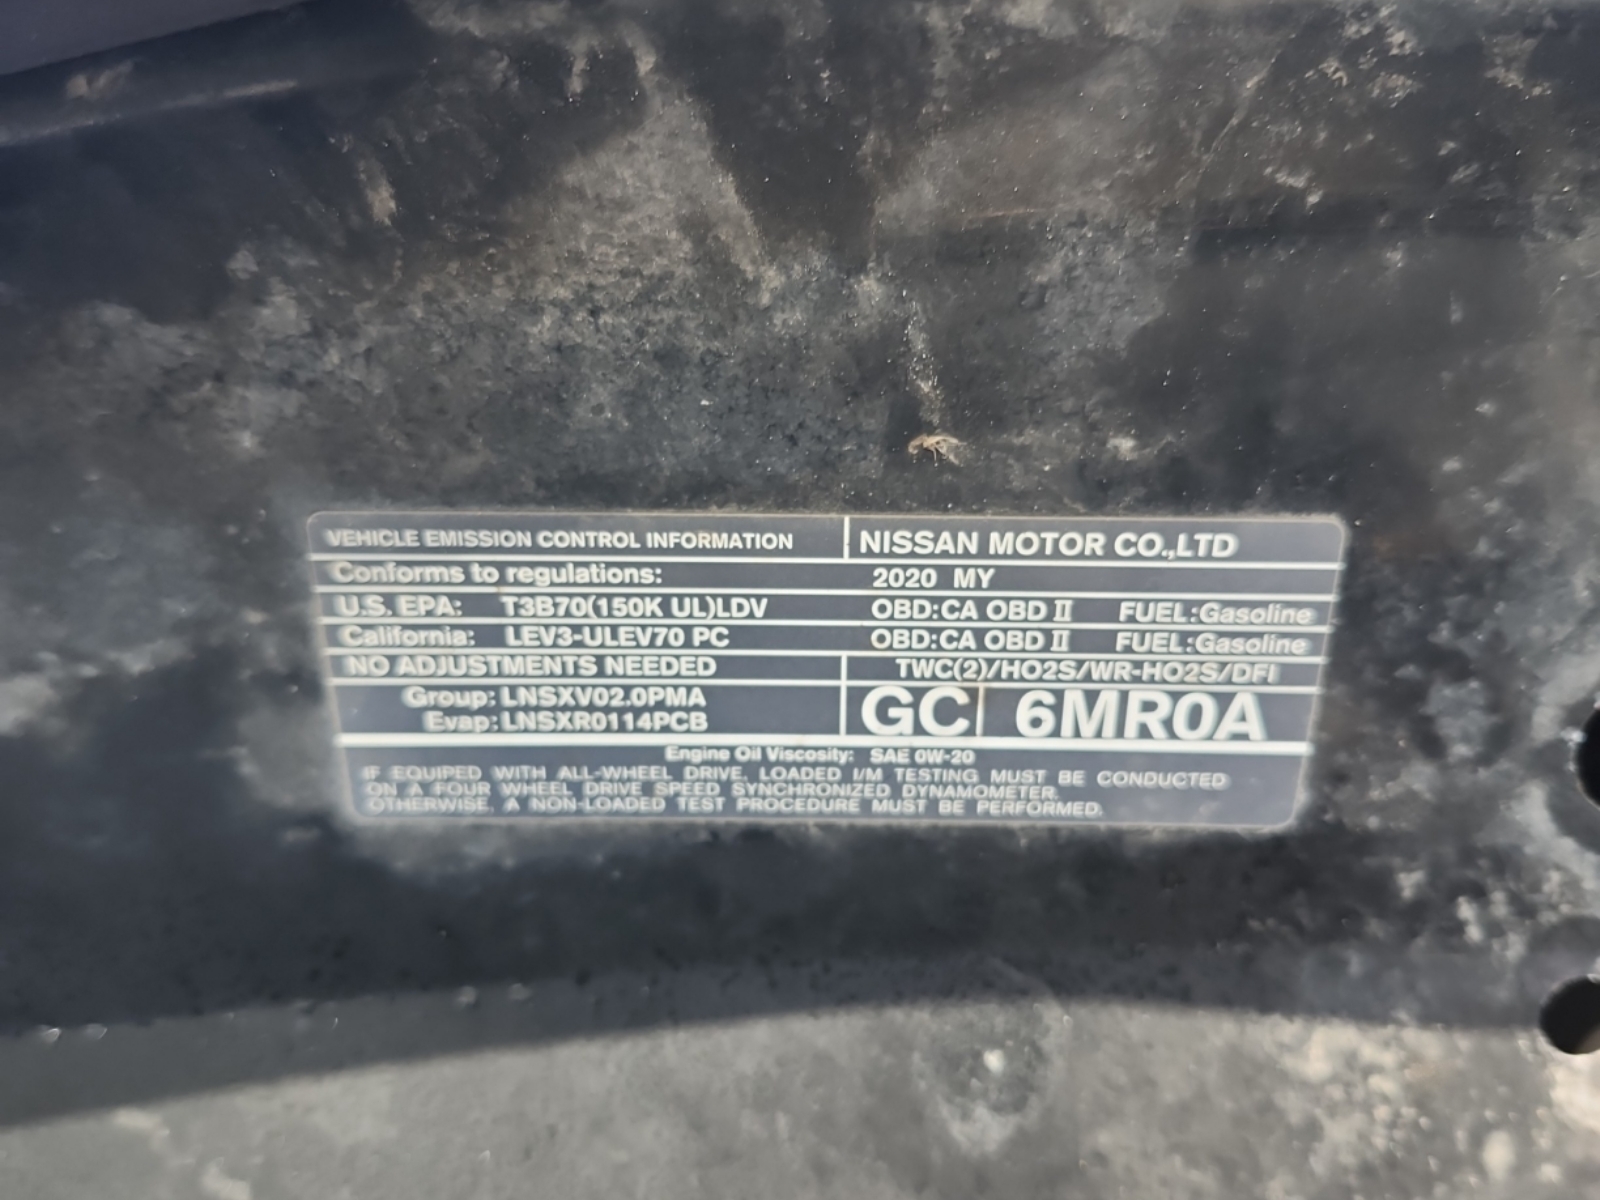 VEHICLE EMISSION CONTROL INFORMATION NISSAN MOTOR CO.,LTD
Conforms to regulations: 2020 MY
U.S. EPA: T3B70(150K UL)LDV OBD:CA OBD II FUEL:Gasoline
California: LEV3-ULEV70 PC OBD:CA OBD II FUEL:Gasoline
NO ADJUSTMENTS NEEDED TWC(2)/HO2S/WR-HO2S/DFI
Group: LNSXV02.0PMA GC 6MR0A
Evap: LNSXR0114PCB
Engine Oil Viscosity: SAE 0W-20
IF EQUIPED WITH ALL-WHEEL DRIVE, LOADED I/M TESTING MUST BE CONDUCTED
ON A FOUR WHEEL DRIVE SPEED SYNCHRONIZED DYNAMOMETER.
OTHERWISE, A NON-LOADED TEST PROCEDURE MUST BE PERFORMED.